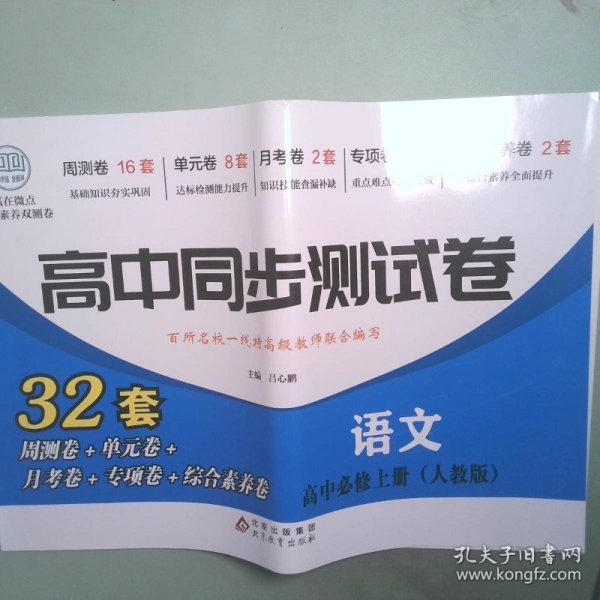 周测卷 16套
单元卷 8套
月考卷 2套
专项卷
养卷 2套
基础知识夯实巩固
达标检测能力提升
知识技能查漏补缺
重点难点
综合素养全面提升
赢在微点
素养双测卷
高中同步测试卷
百所名校一线特高级教师联合编写
主编 吕心鹏
32套
周测卷+单元卷+
月考卷+专项卷+综合素养卷
语文
高中必修上册（人教版）
北京出版集团
北京教育出版社
孔夫子旧书网
www.kongfz.com